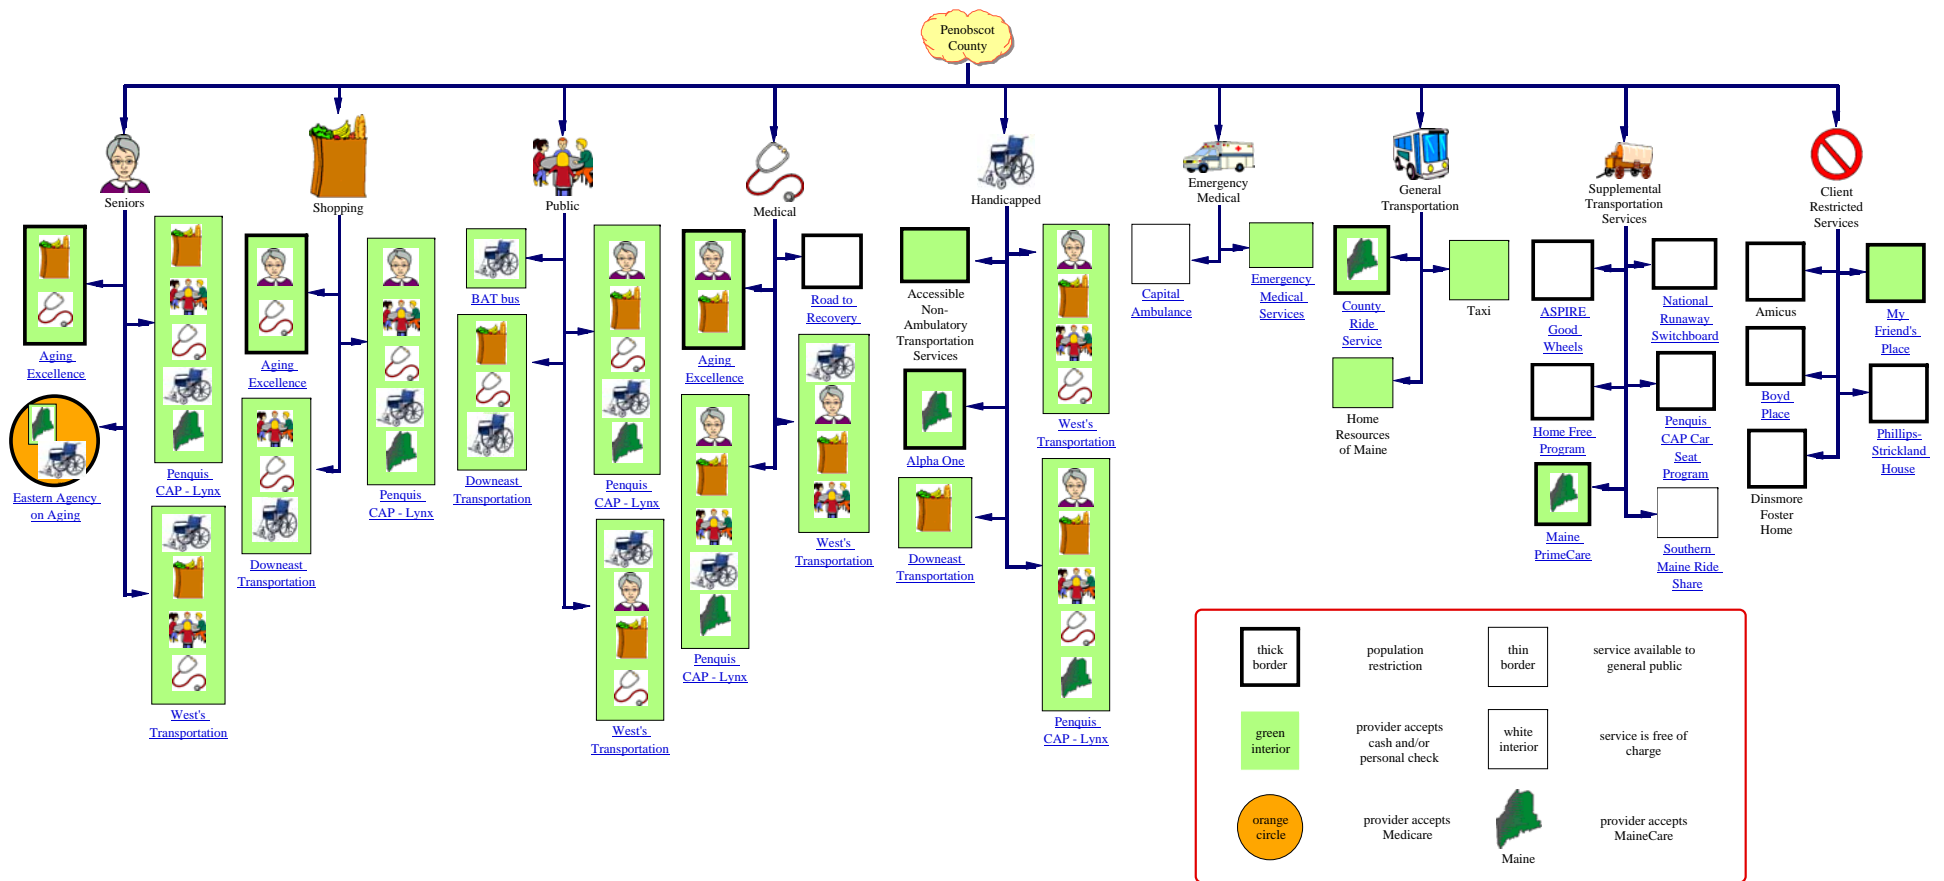 Penobscot
County
Seniors
Aging
Excellence
Eastern Agency
on Aging
Penquis
CAP - Lynx
West's
Transportation
Shopping
Aging
Excellence
Downeast
Transportation
Penquis
CAP - Lynx
Public
BAT bus
Downeast
Transportation
Penquis
CAP - Lynx
West's
Transportation
Medical
Aging
Excellence
Penquis
CAP - Lynx
Road to
Recovery
West's
Transportation
Handicapped
Accessible
Non-
Ambulatory
Transportation
Services
Alpha One
Downeast
Transportation
West's
Transportation
Penquis
CAP - Lynx
Emergency
Medical
Capital
Ambulance
Emergency
Medical
Services
General
Transportation
County
Ride
Service
Home
Resources
of Maine
Taxi
Supplemental
Transportation
Services
ASPIRE
Good
Wheels
Home Free
Program
Maine
PrimeCare
National
Runaway
Switchboard
Penquis
CAP Car
Seat
Program
Southern
Maine Ride
Share
Client
Restricted
Services
Amicus
Boyd
Place
Dinsmore
Foster
Home
My
Friend's
Place
Phillips-
Strickland
House
thick
border
population
restriction
thin
border
service available to
general public
green
interior
provider accepts
cash and/or
personal check
white
interior
service is free of
charge
orange
circle
provider accepts
Medicare
Maine
provider accepts
MaineCare